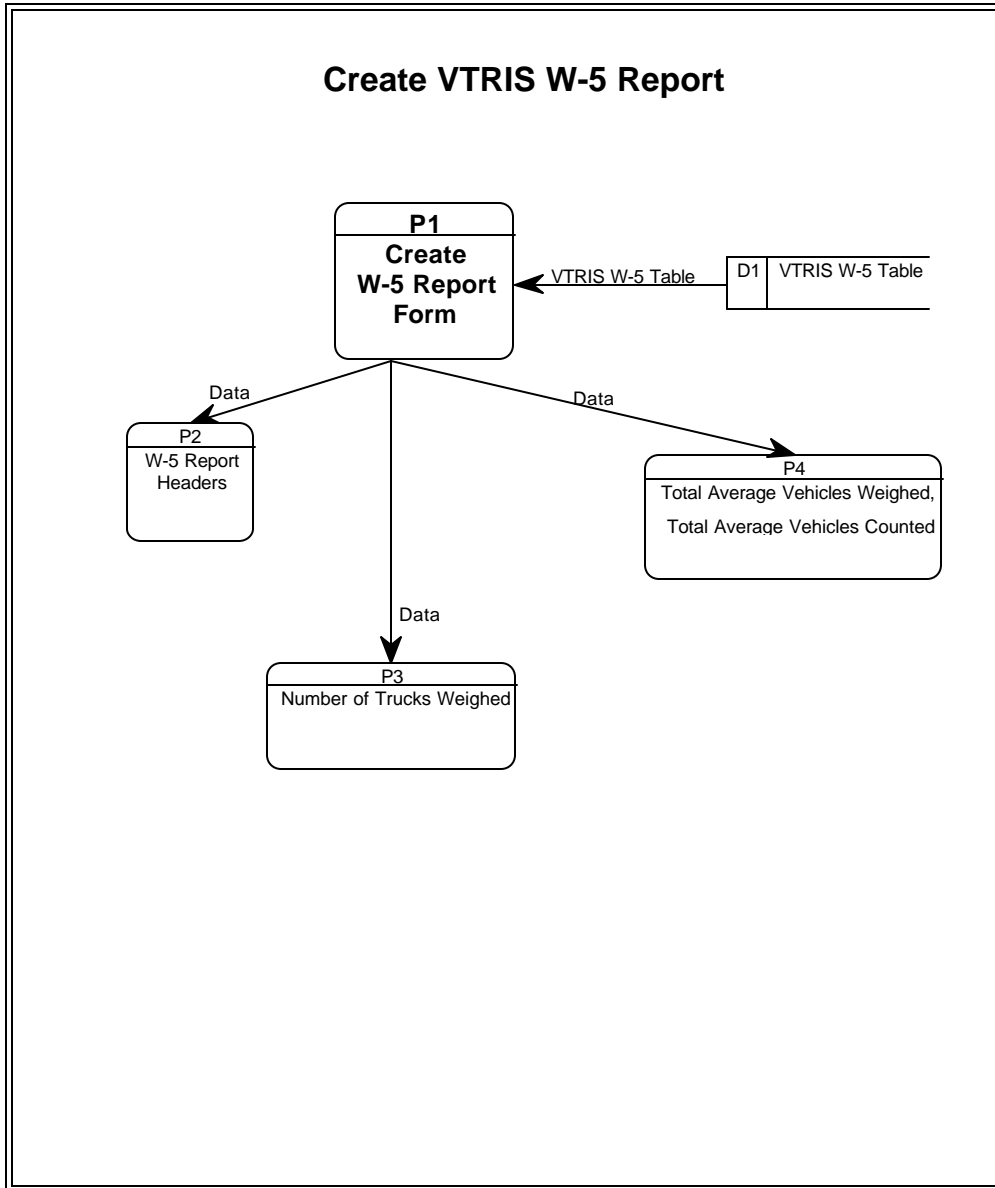 Create VTRIS W-5 Report
P1
Create
W-5 Report
Form
VTRIS W-5 Table
D1
VTRIS W-5 Table
Data
Data
P2
W-5 Report
Headers
P4
Total Average Vehicles Weighed,
Total Average Vehicles Counted
Data
P3
Number of Trucks Weighed